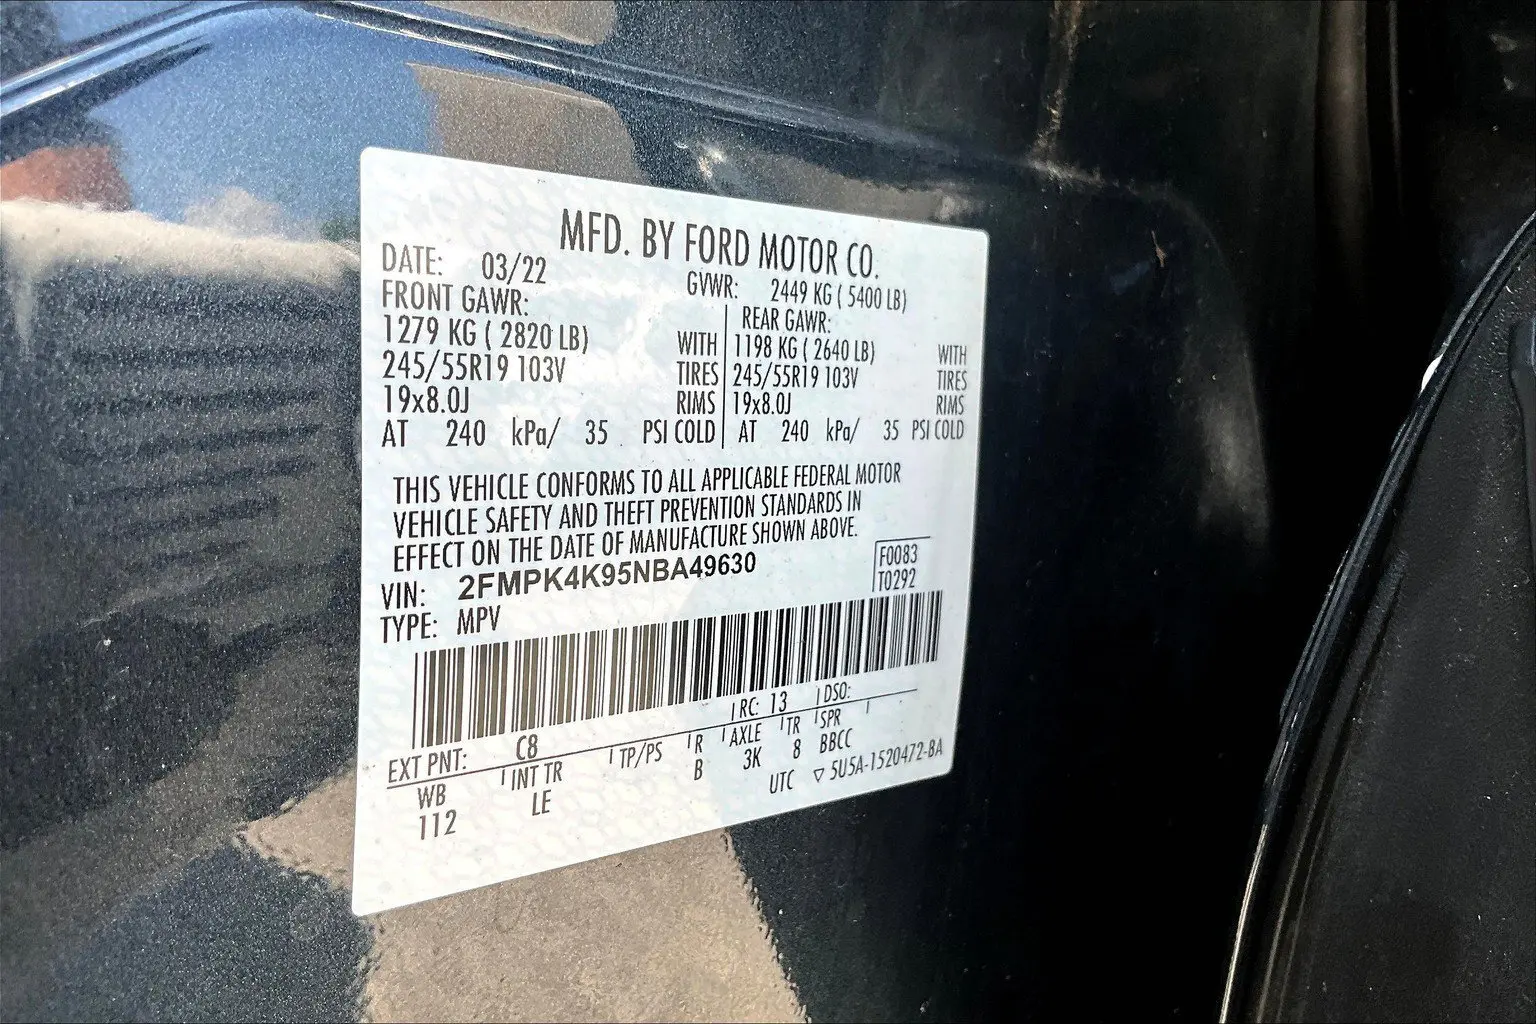 MFD. BY FORD MOTOR CO.
DATE: 03/22 GVWR: 2449 KG ( 5400 LB)
FRONT GAWR: REAR GAWR:
1279 KG ( 2820 LB) WITH 1198 KG ( 2640 LB) WITH
245/55R19 103V TIRES 245/55R19 103V TIRES
19x8.0J RIMS 19x8.0J RIMS
AT 240 kPa/ 35 PSI COLD AT 240 kPa/ 35 PSI COLD
THIS VEHICLE CONFORMS TO ALL APPLICABLE FEDERAL MOTOR
VEHICLE SAFETY AND THEFT PREVENTION STANDARDS IN
EFFECT ON THE DATE OF MANUFACTURE SHOWN ABOVE.
VIN: 2FMPK4K95NBA49630 F0083
TYPE: MPV T0292
EXT PNT: C8 RC: 13 DSO:
WB INT TR TP/PS R AXLE TR SPR
112 LE B 3K 8 BBCC
UTC ▽ 5U5A-1520472-BA